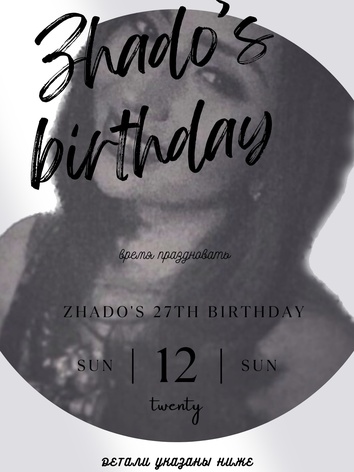 Zhado's
birthday
время праздновать
ZHADO'S 27TH BIRTHDAY
SUN | 12 | SUN
twenty
детали указаны ниже